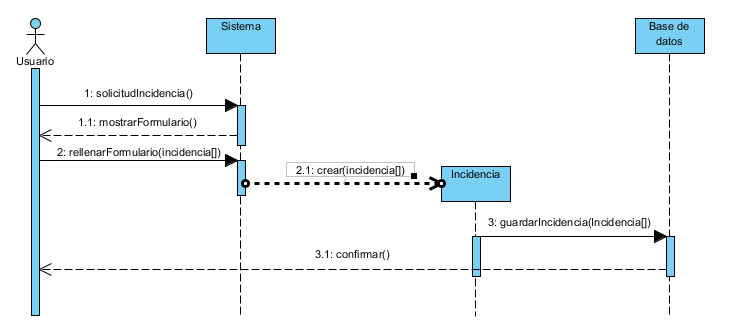 Usuario
Sistema
Base de
datos
1: solicitudIncidencia()
1.1: mostrarFormulario()
2: rellenarFormulario(incidencia[])
2.1: crear(incidencia[])
Incidencia
3: guardarIncidencia(Incidencia[])
3.1: confirmar()